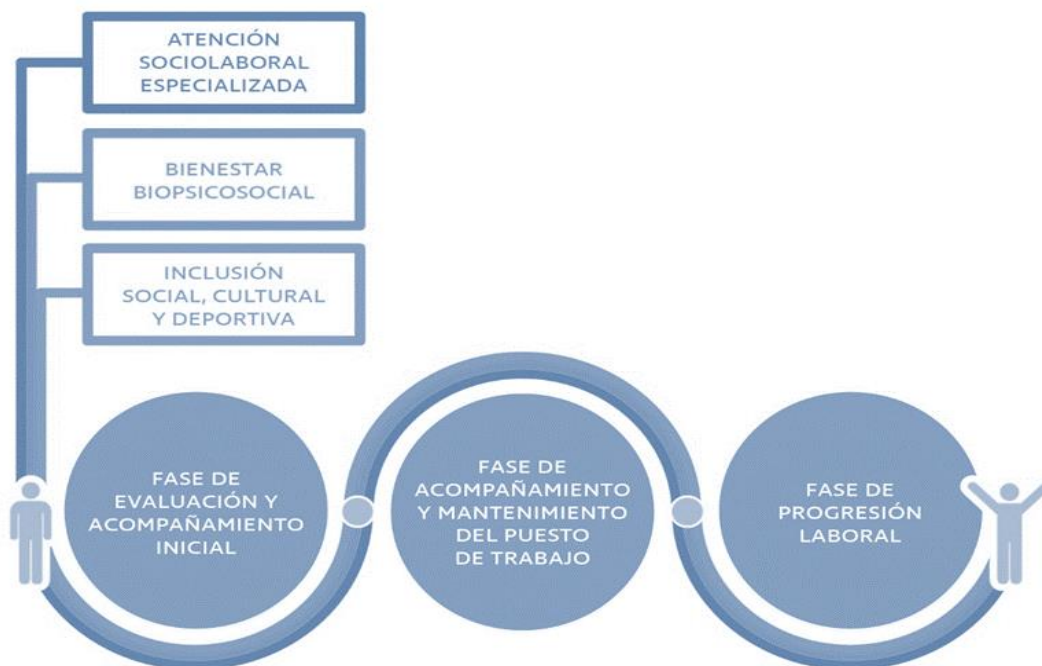 ATENCIÓN
SOCIOLABORAL
ESPECIALIZADA
BIENESTAR
BIOPSICOSOCIAL
INCLUSIÓN
SOCIAL, CULTURAL
Y DEPORTIVA
FASE DE
EVALUACIÓN Y
ACOMPAÑAMIENTO
INICIAL
FASE DE
ACOMPAÑAMIENTO
Y MANTENIMIENTO
DEL PUESTO
DE TRABAJO
FASE DE
PROGRESIÓN
LABORAL